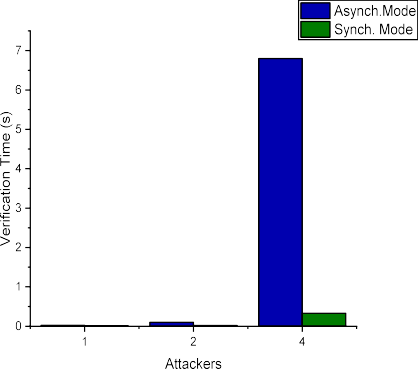 Asynch.Mode
Synch. Mode
7
6
5
4
3
2
1
0
Verification Time (s)
1 2 4
Attackers